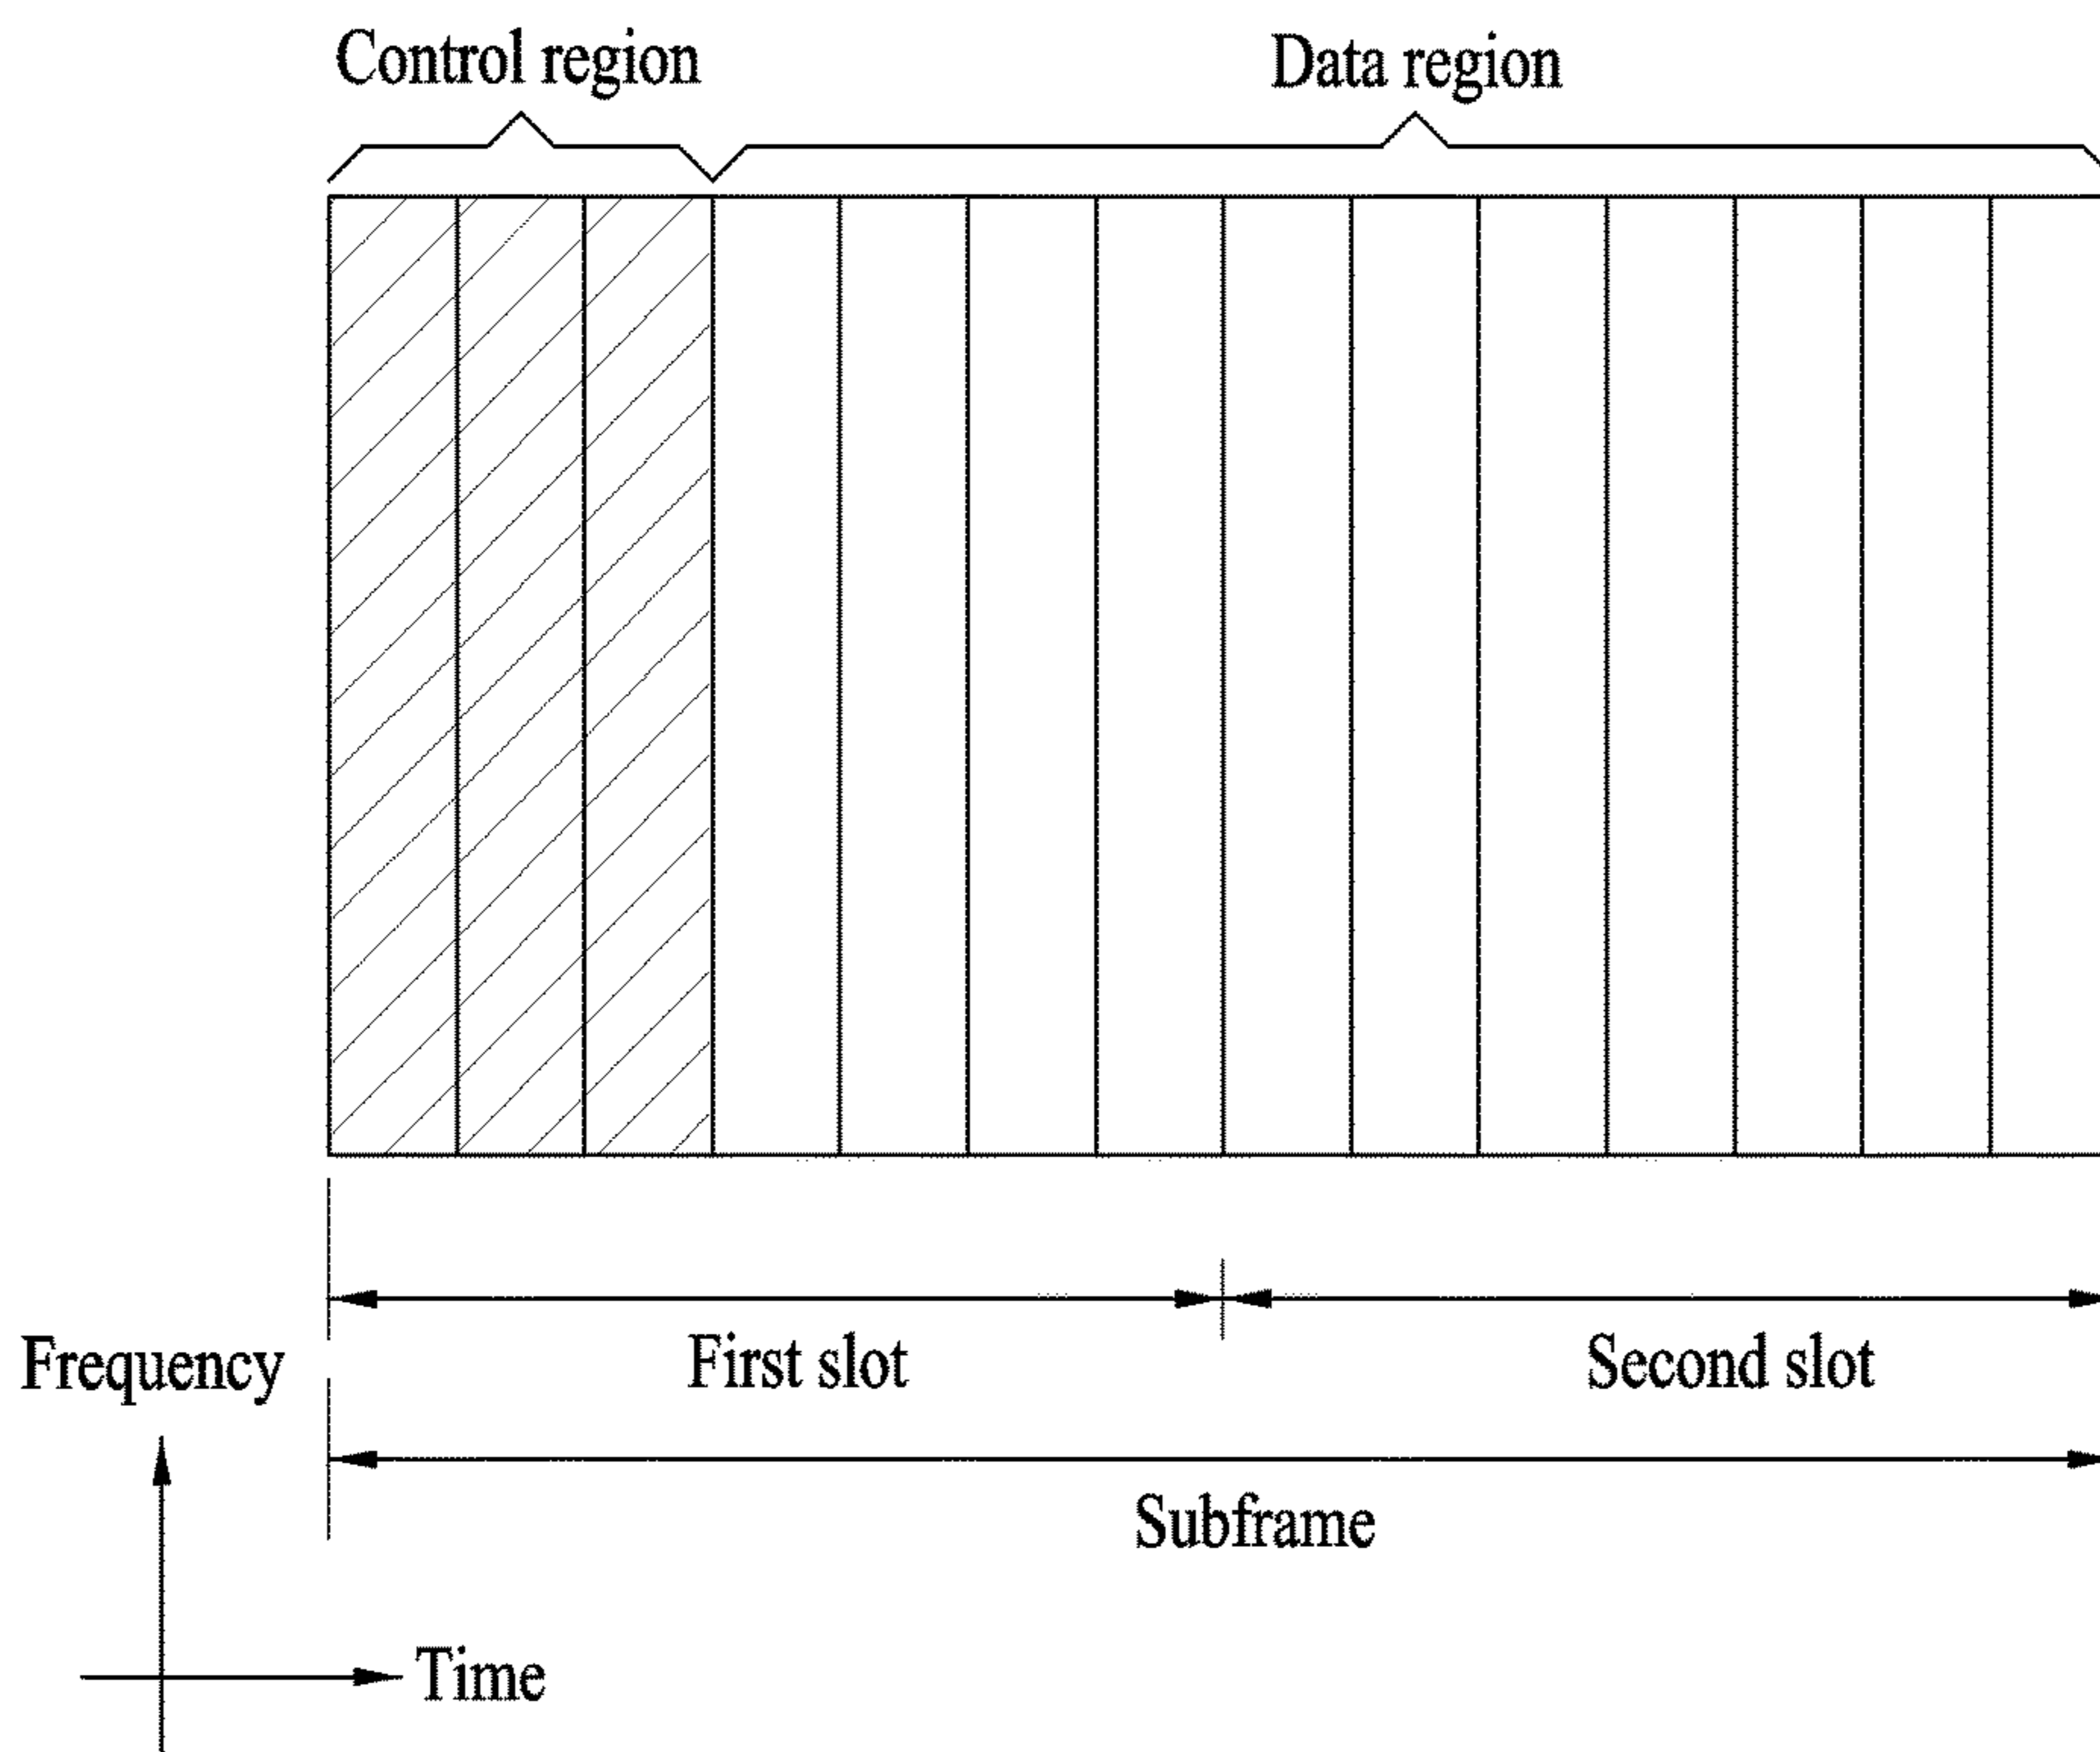 Control region
Data region
First slot
Second slot
Frequency
Subframe
Time